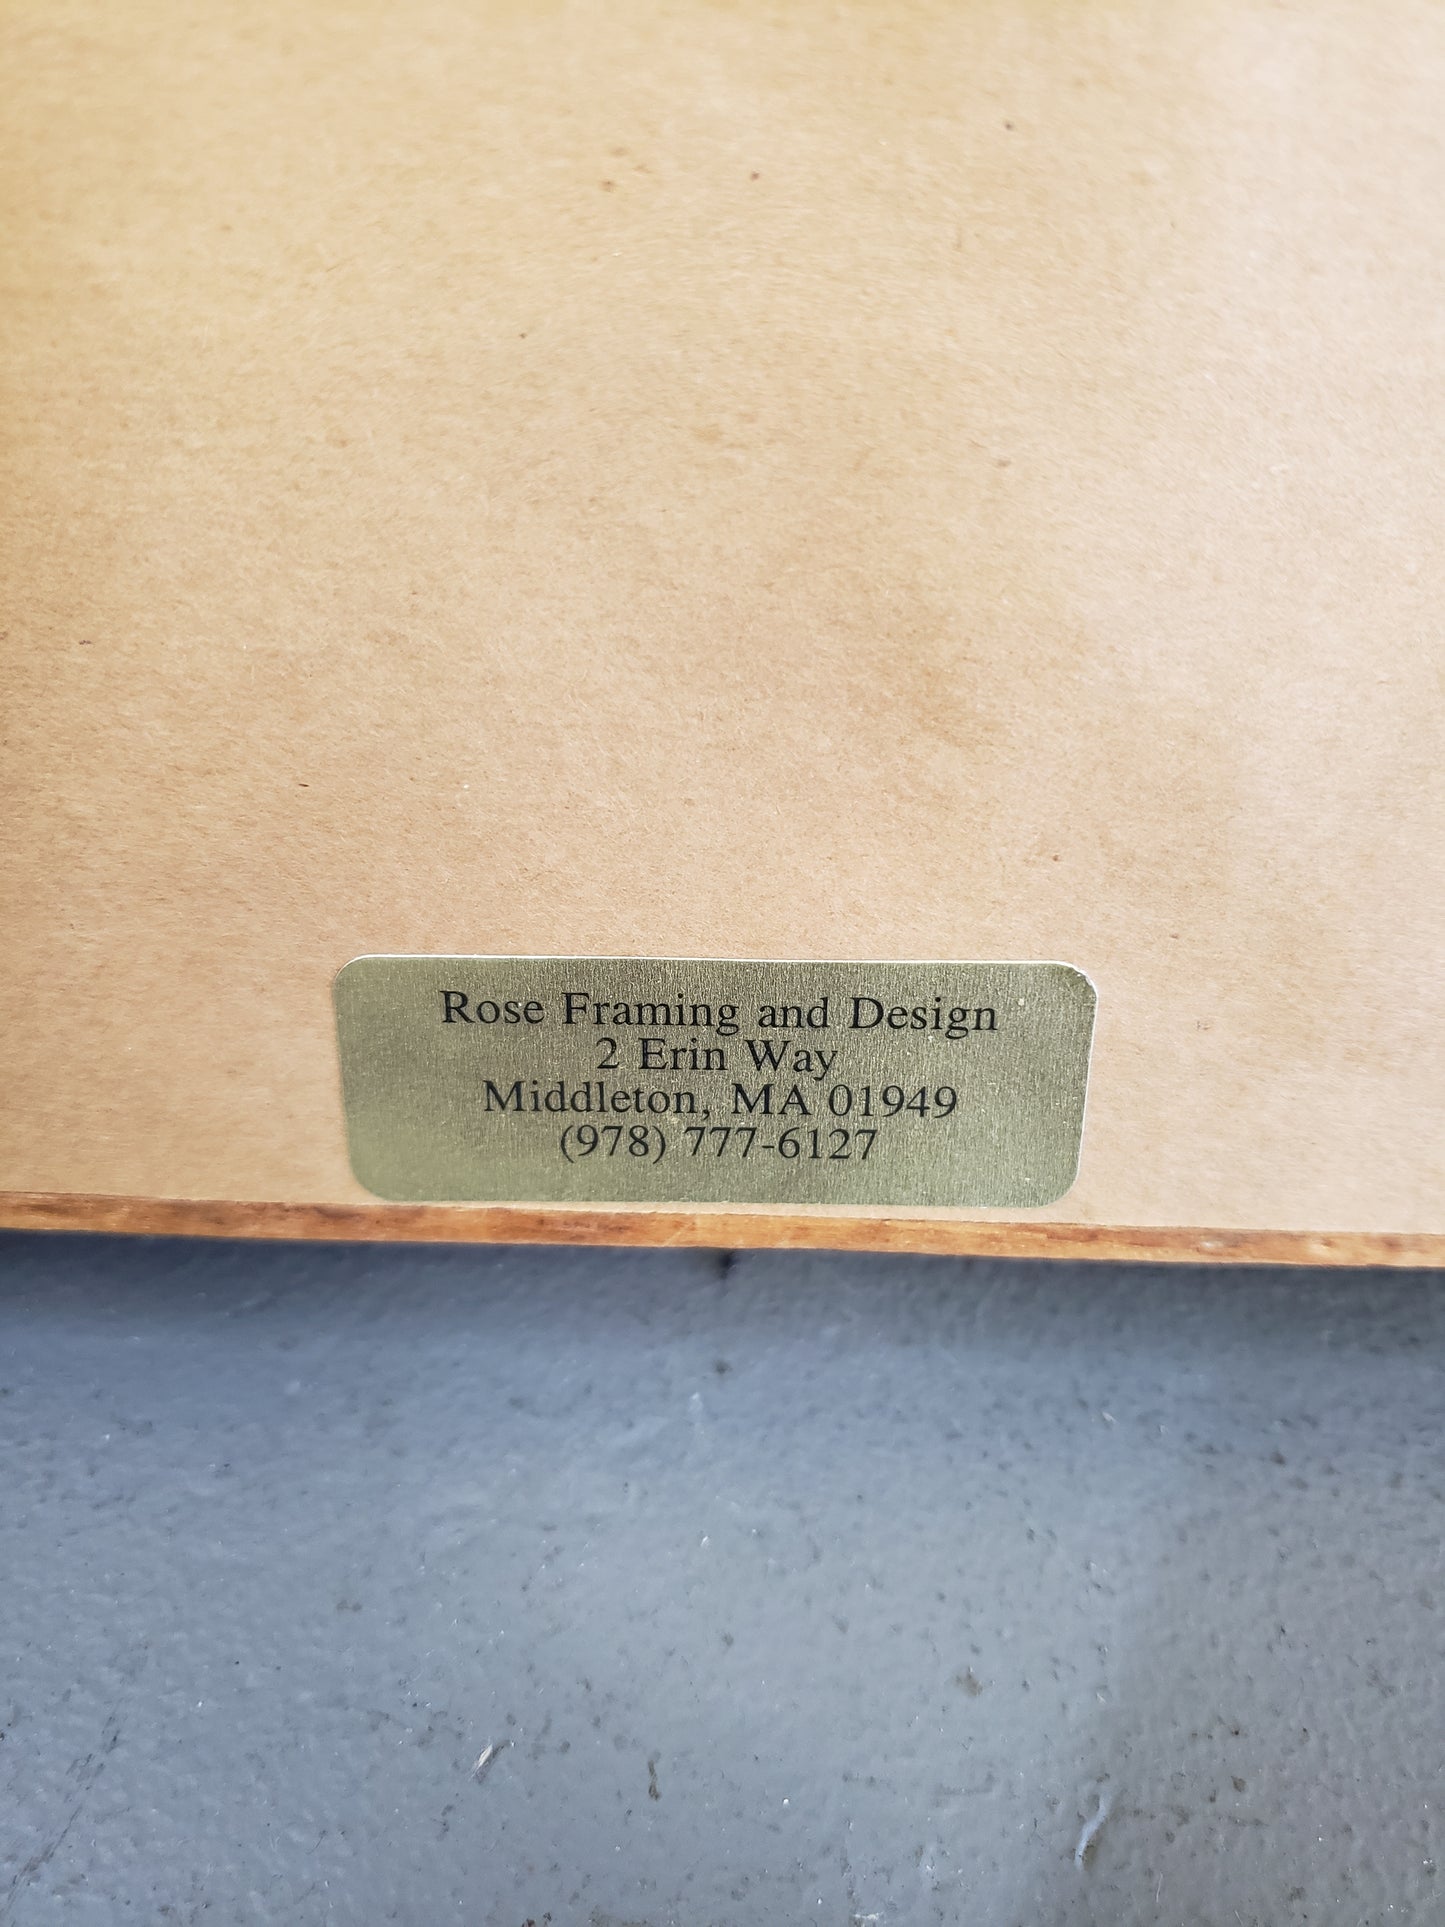 Rose Framing and Design
2 Erin Way
Middleton, MA 01949
(978) 777-6127